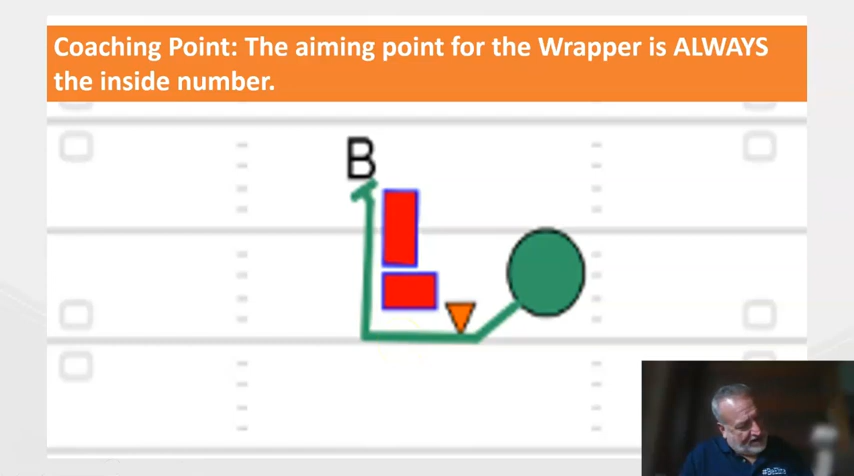 Coaching Point: The aiming point for the Wrapper is ALWAYS
the inside number.
B